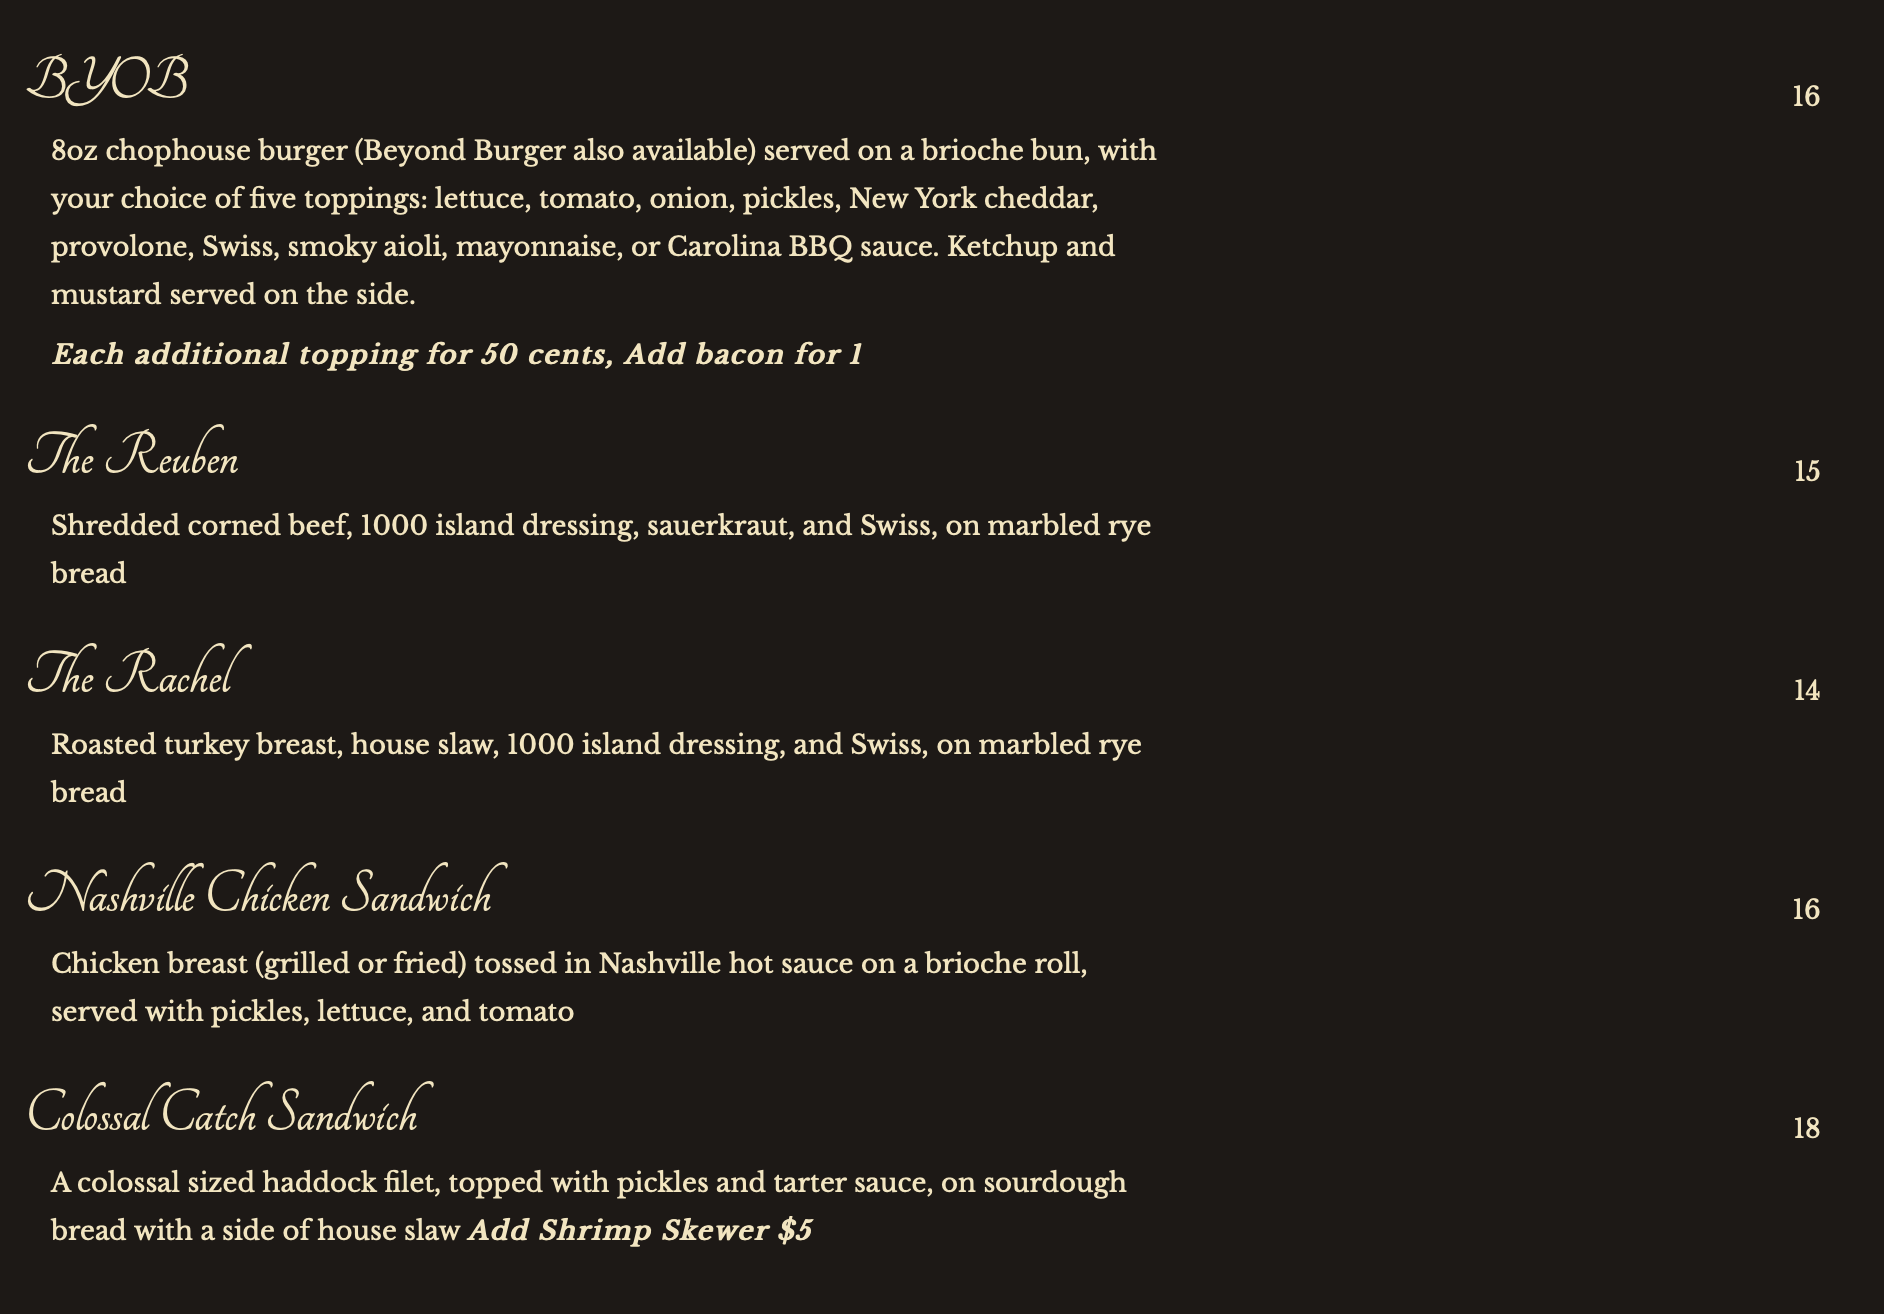 BYOB 16
8oz chophouse burger (Beyond Burger also available) served on a brioche bun, with
your choice of five toppings: lettuce, tomato, onion, pickles, New York cheddar,
provolone, Swiss, smoky aioli, mayonnaise, or Carolina BBQ sauce. Ketchup and
mustard served on the side.
Each additional topping for 50 cents, Add bacon for 1
The Reuben 15
Shredded corned beef, 1000 island dressing, sauerkraut, and Swiss, on marbled rye
bread
The Rachel 14
Roasted turkey breast, house slaw, 1000 island dressing, and Swiss, on marbled rye
bread
Nashville Chicken Sandwich 16
Chicken breast (grilled or fried) tossed in Nashville hot sauce on a brioche roll,
served with pickles, lettuce, and tomato
Colossal Catch Sandwich 18
A colossal sized haddock filet, topped with pickles and tarter sauce, on sourdough
bread with a side of house slaw Add Shrimp Skewer $5